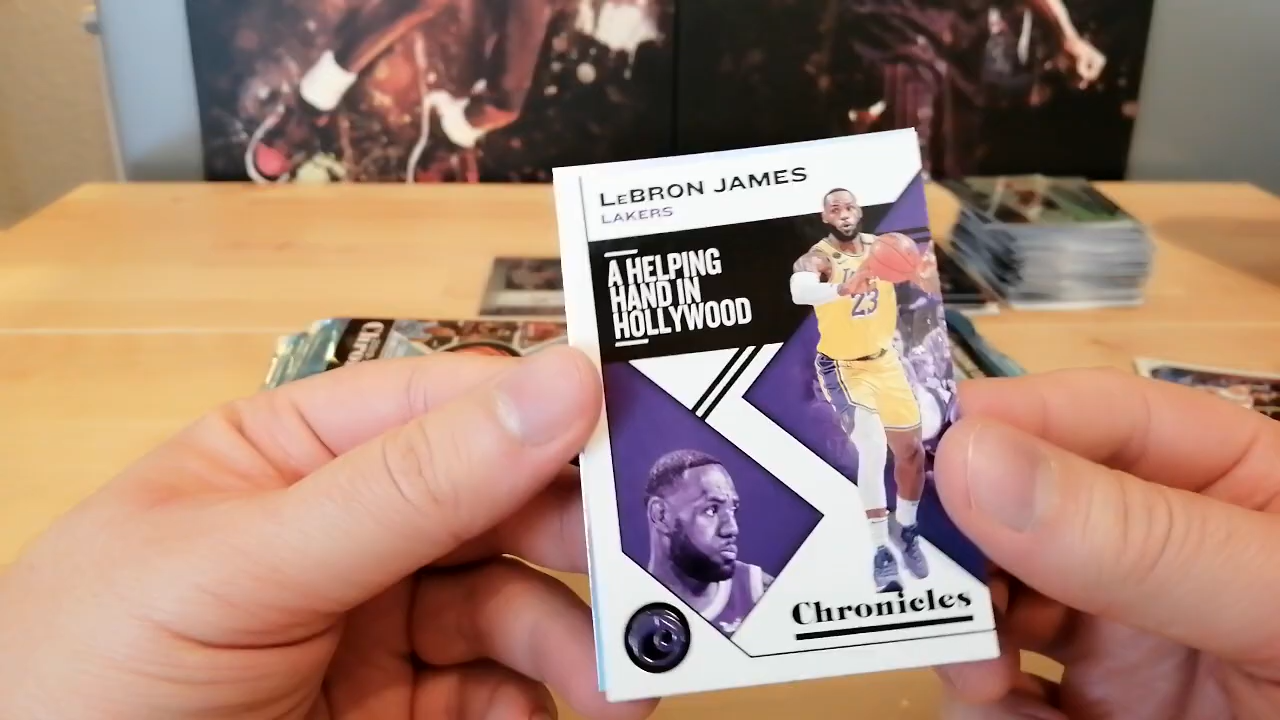 LeBRON JAMES
LAKERS
A HELPING
HAND IN
HOLLYWOOD
23
Chronicles